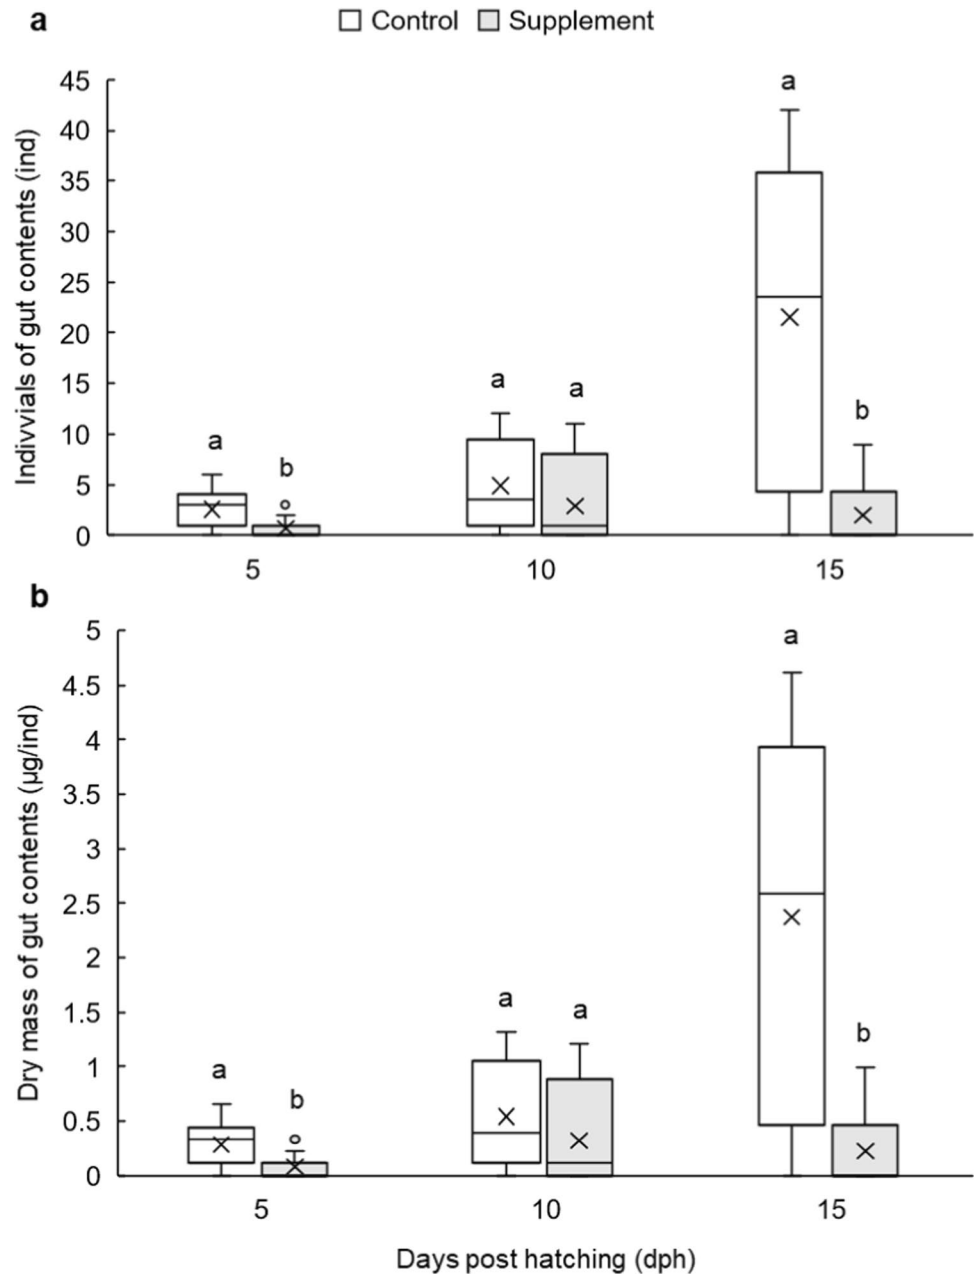 a
Control Supplement
Indivvials of gut contents (ind)
45
40
35
30
25
20
15
10
5
0
a
b
a
a
a
b
5 10 15
b
Dry mass of gut contents (µg/ind)
5
4.5
4
3.5
3
2.5
2
1.5
1
0.5
0
a
b
a
a
a
b
5 10 15
Days post hatching (dph)